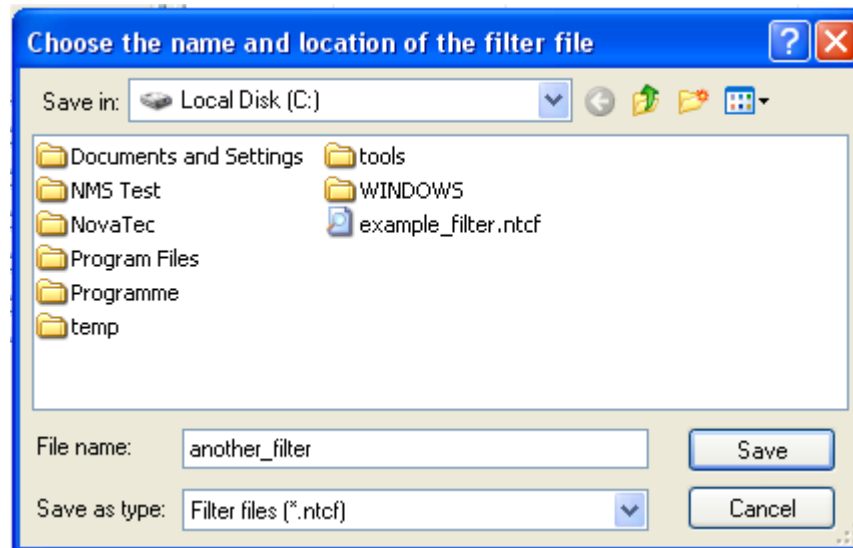 Choose the name and location of the filter file
Save in: Local Disk (C:)
Documents and Settings
NMS Test
NovaTec
Program Files
Programme
temp
tools
WINDOWS
example_filter.ntcf
File name: another_filter Save
Save as type: Filter files (*.ntcf) Cancel